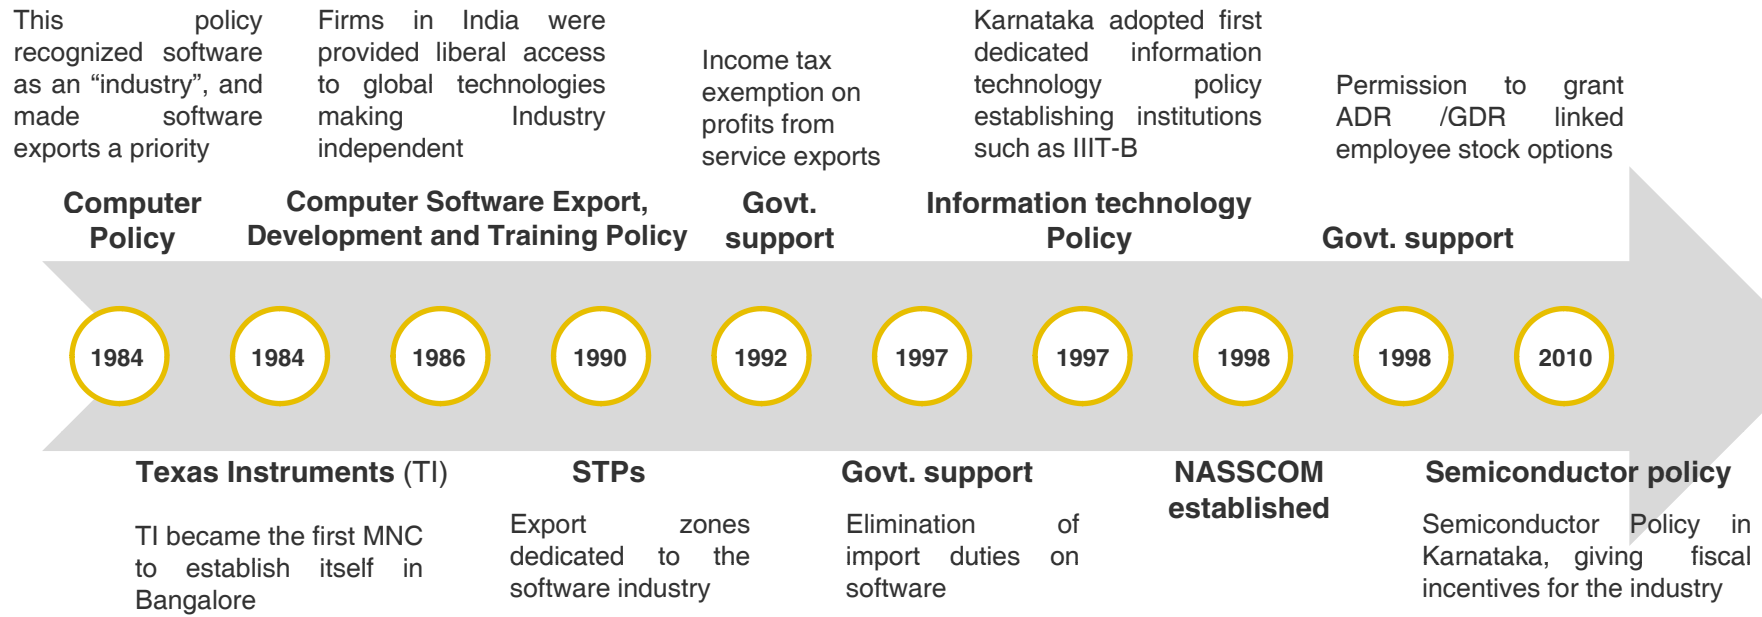 This policy
recognized software
as an “industry”, and
made software
exports a priority
Firms in India were
provided liberal access
to global technologies
making Industry
independent
Income tax
exemption on
profits from
service exports
Karnataka adopted first
dedicated information
technology policy
establishing institutions
such as IIIT-B
Permission to grant
ADR /GDR linked
employee stock options
Computer
Policy
Computer Software Export,
Development and Training Policy
Govt.
support
Information technology
Policy
Govt. support
1984
1984
1986
1990
1992
1997
1997
1998
1998
2010
Texas Instruments (TI)
TI became the first MNC
to establish itself in
Bangalore
STPs
Export zones
dedicated to the
software industry
Govt. support
Elimination of
import duties on
software
NASSCOM
established
Semiconductor policy
Semiconductor Policy in
Karnataka, giving fiscal
incentives for the industry